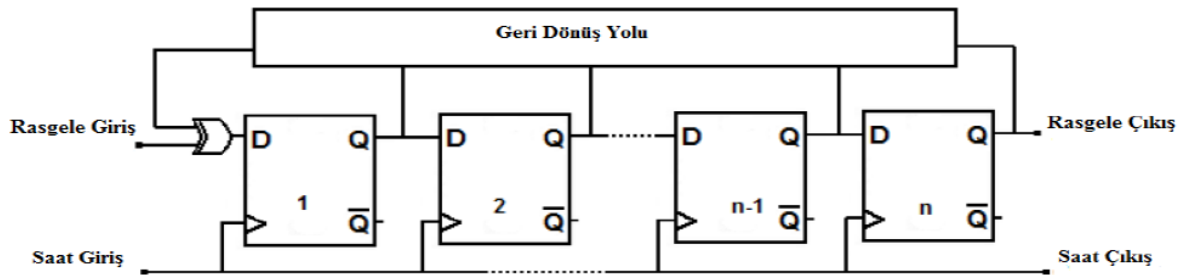 Geri Dönüş Yolu
Rasgele Giriş
D Q D Q D Q D Q
Rasgele Çıkış
1 Q̅ 2 Q̅ n-1 Q̅ n Q̅
Saat Giriş
Saat Çıkış